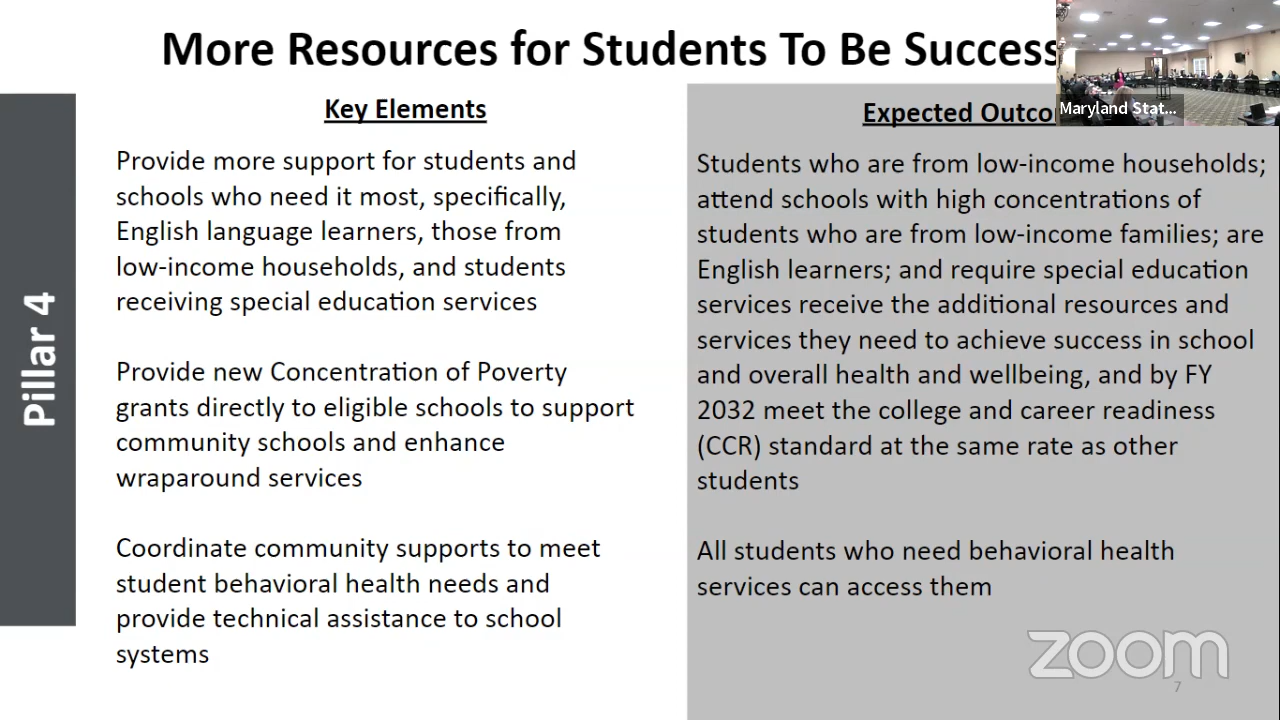 More Resources for Students To Be Success
Maryland Stat...
Pillar 4
Key Elements
Provide more support for students and
schools who need it most, specifically,
English language learners, those from
low-income households, and students
receiving special education services
Provide new Concentration of Poverty
grants directly to eligible schools to support
community schools and enhance
wraparound services
Coordinate community supports to meet
student behavioral health needs and
provide technical assistance to school
systems
Expected Outco
Students who are from low-income households;
attend schools with high concentrations of
students who are from low-income families; are
English learners; and require special education
services receive the additional resources and
services they need to achieve success in school
and overall health and wellbeing, and by FY
2032 meet the college and career readiness
(CCR) standard at the same rate as other
students
All students who need behavioral health
services can access them
zoom
7